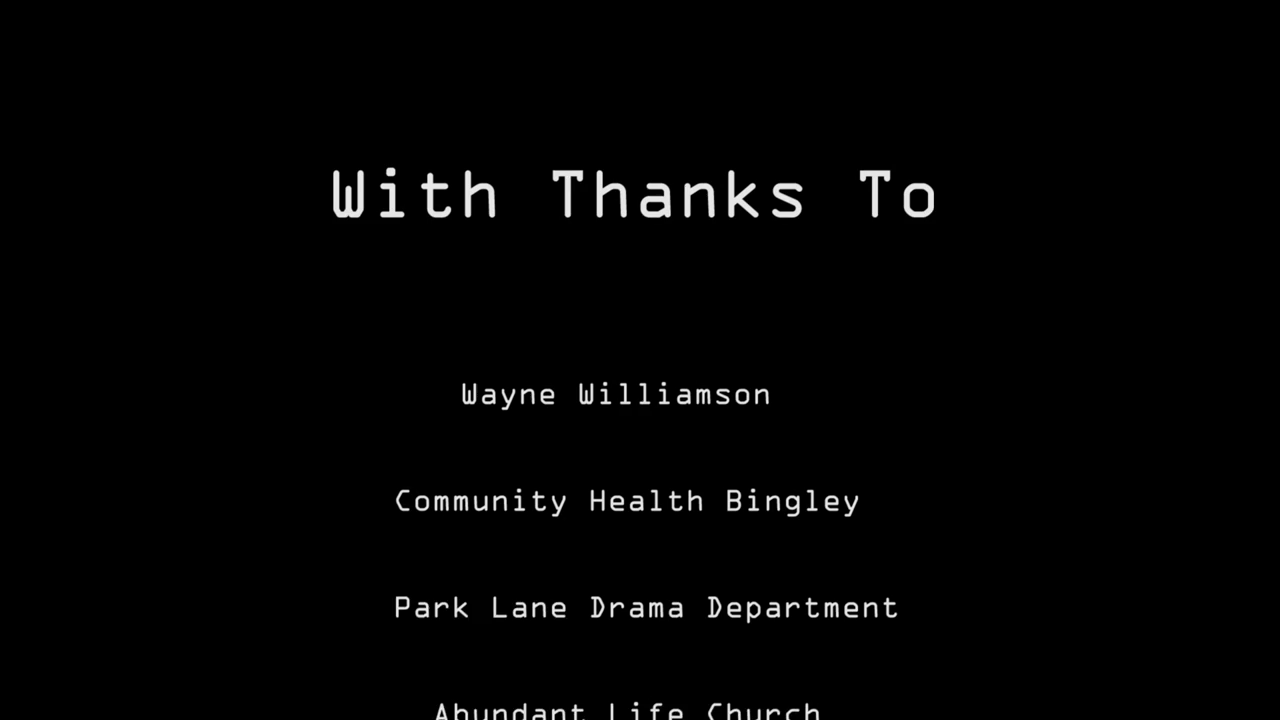 With Thanks To
Wayne Williamson
Community Health Bingley
Park Lane Drama Department
Abundant Life Church